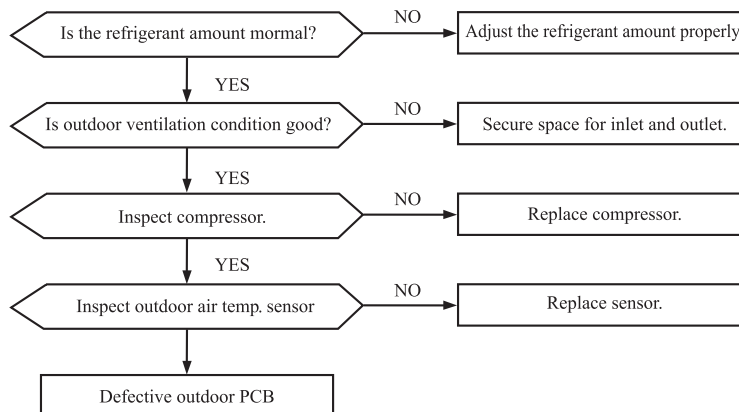 Is the refrigerant amount mormal?
NO
Adjust the refrigerant amount properly
YES
Is outdoor ventilation condition good?
NO
Secure space for inlet and outlet.
YES
Inspect compressor.
NO
Replace compressor.
YES
Inspect outdoor air temp. sensor
NO
Replace sensor.
Defective outdoor PCB